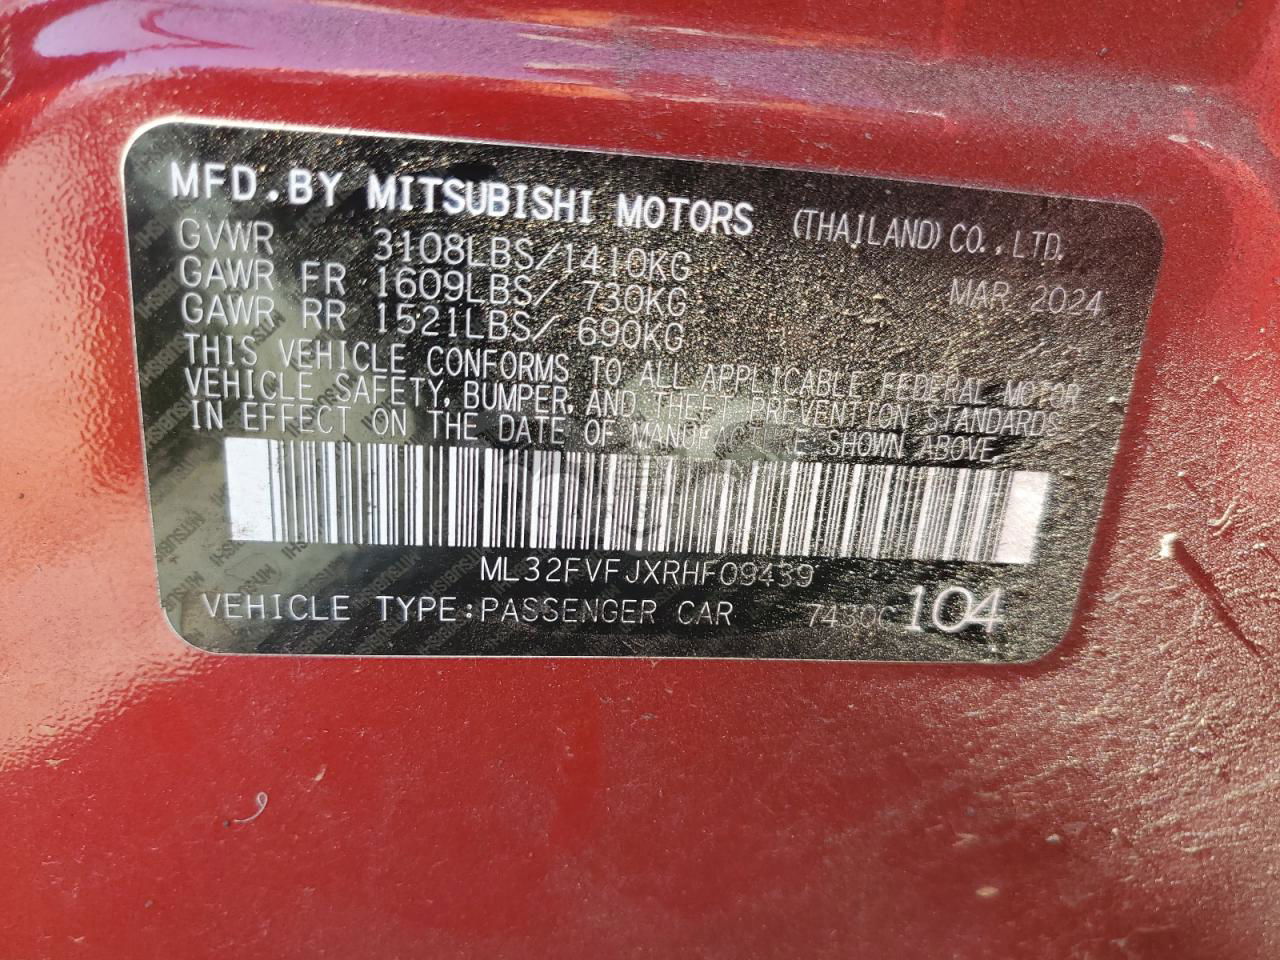 MFD.BY MITSUBISHI MOTORS (THAILAND) CO.,LTD.
GVWR 3108LBS/1410KG
GAWR FR 1609LBS/ 730KG MAR 2024
GAWR RR 1521LBS/ 690KG
THIS VEHICLE CONFORMS TO ALL APPLICABLE FEDERAL MOTOR
VEHICLE SAFETY, BUMPER, AND THEFT PREVENTION STANDARDS
IN EFFECT ON THE DATE OF MANUFACTURE SHOWN ABOVE
ML32FVFJXRHF09439
VEHICLE TYPE:PASSENGER CAR 104